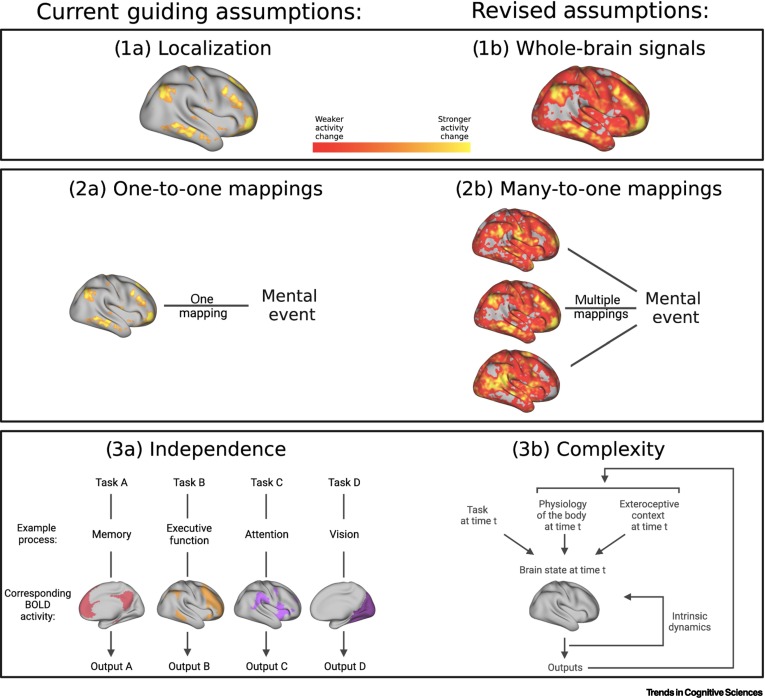 Current guiding assumptions:
Revised assumptions:
(1a) Localization
(1b) Whole-brain signals
Weaker
activity
change
Stronger
activity
change
(2a) One-to-one mappings
(2b) Many-to-one mappings
One
mapping
Mental
event
Multiple
mappings
Mental
event
(3a) Independence
(3b) Complexity
Task A
Task B
Task C
Task D
Example
process:
Memory
Executive
function
Attention
Vision
Corresponding
BOLD
activity:
Output A
Output B
Output C
Output D
Task
at time t
Physiology
of the body
at time t
Exteroceptive
context
at time t
Brain state at time t
Intrinsic
dynamics
Outputs
Trends in Cognitive Sciences